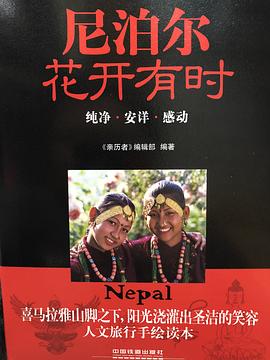 尼泊尔
花开有时
纯净·安详·感动
《亲历者》编辑部 编著
Nepal
喜马拉雅山脚之下,阳光浇灌出圣洁的笑容
人文旅行手绘读本
中国铁道出版社